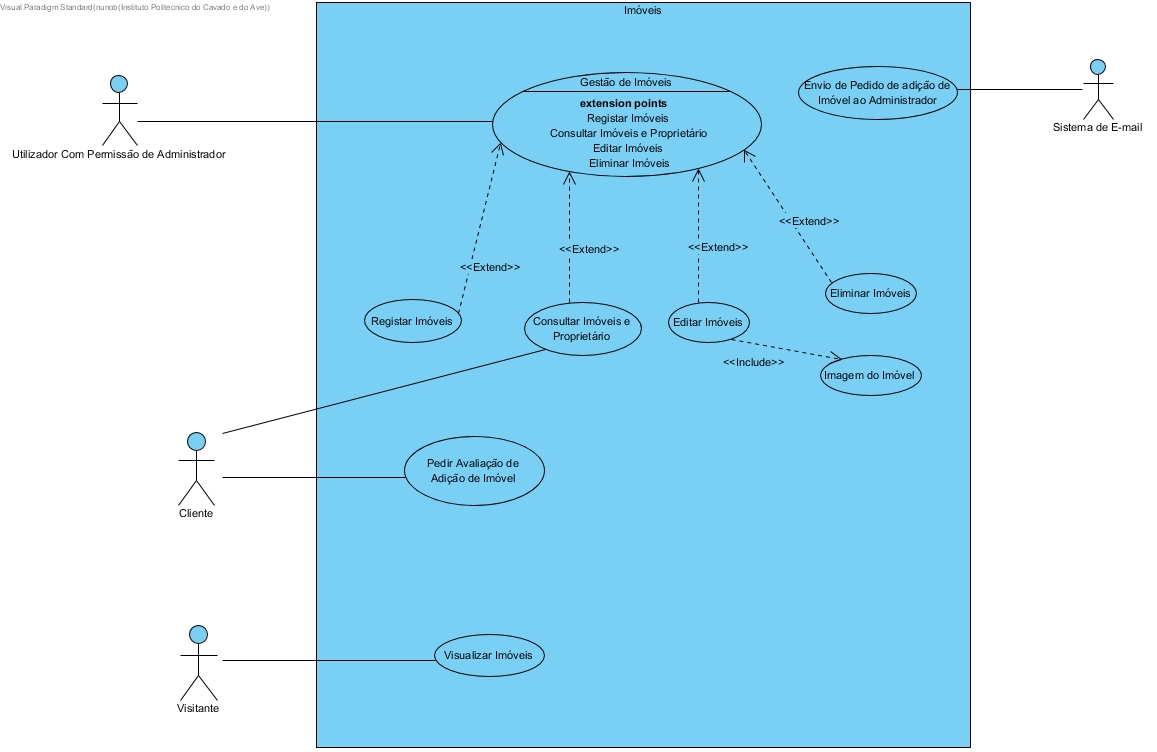 Visual Paradigm Standard(nunob(Instituto Politecnico do Cavado e do Ave))
Imóveis
Gestão de Imóveis
extension points
Registar Imóveis
Consultar Imóveis e Proprietário
Editar Imóveis
Eliminar Imóveis
Envio de Pedido de adição de
Imóvel ao Administrador
Sistema de E-mail
Utilizador Com Permissão de Administrador
<<Extend>>
<<Extend>>
<<Extend>>
<<Extend>>
Registar Imóveis
Consultar Imóveis e
Proprietário
Editar Imóveis
Eliminar Imóveis
<<Include>>
Imagem do Imóvel
Pedir Avaliação de
Adição de Imóvel
Cliente
Visualizar Imóveis
Visitante